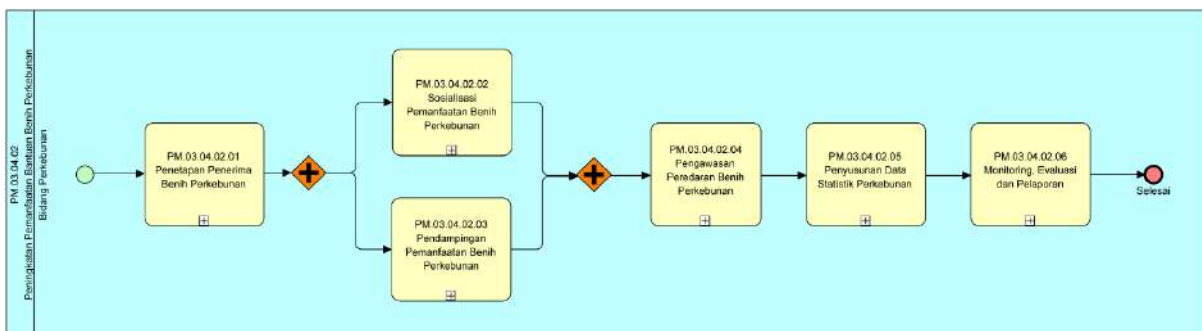 PM.03.04.02
Peningkatan Pemanfaatan Bantuan Benih Perkebunan
Bidang Perkebunan
PM.03.04.02.01
Penetapan Penerima
Benih Perkebunan
PM.03.04.02.02
Sosialisasi
Pemanfaatan Benih
Perkebunan
PM.03.04.02.03
Pendampingan
Pemanfaatan Benih
Perkebunan
PM.03.04.02.04
Pengawasan
Peredaran Benih
Perkebunan
PM.03.04.02.05
Penyusunan Data
Statistik Perkebunan
PM.03.04.02.06
Monitoring, Evaluasi
dan Pelaporan
Selesai